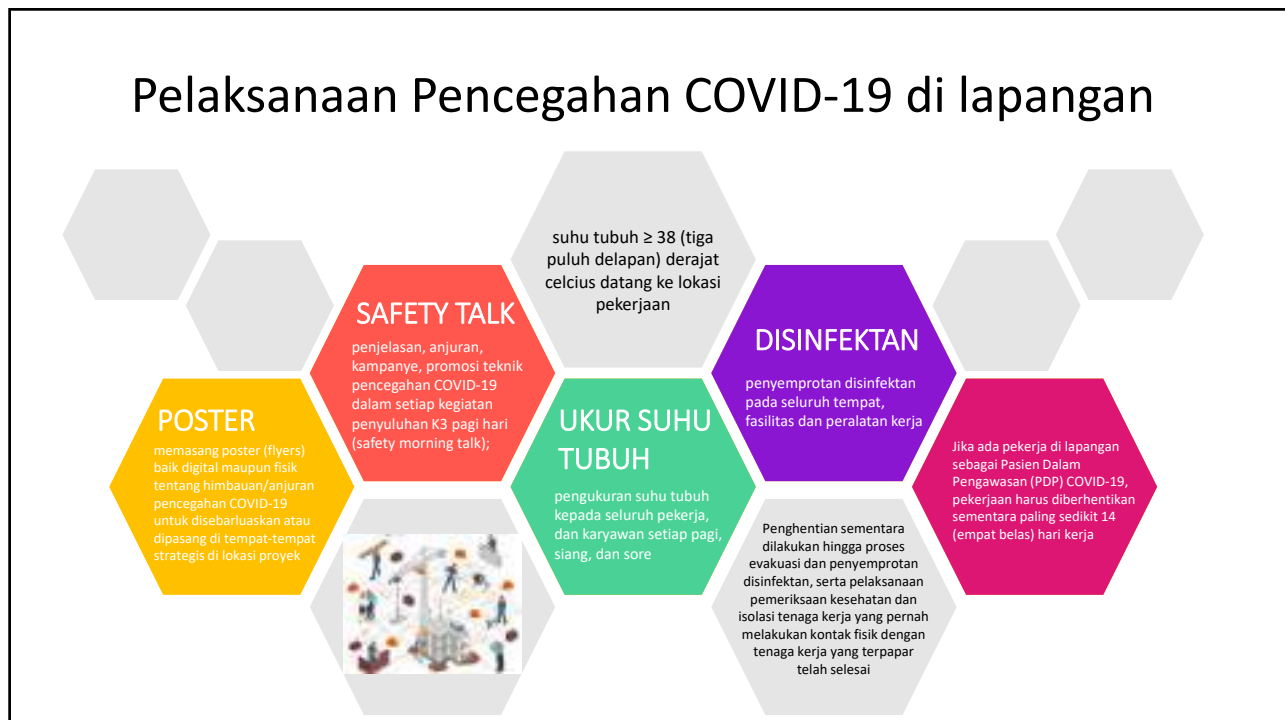 Pelaksanaan Pencegahan COVID-19 di lapangan
POSTER
memasang poster (flyers)
baik digital maupun fisik
tentang himbauan/anjuran
pencegahan COVID-19
untuk disebarluaskan atau
dipasang di tempat-tempat
strategis di lokasi proyek
SAFETY TALK
penjelasan, anjuran,
kampanye, promosi teknik
pencegahan COVID-19
dalam setiap kegiatan
penyuluhan K3 pagi hari
(safety morning talk);
suhu tubuh ≥ 38 (tiga
puluh delapan) derajat
celcius datang ke lokasi
pekerjaan
UKUR SUHU
TUBUH
pengukuran suhu tubuh
kepada seluruh pekerja,
dan karyawan setiap pagi,
siang, dan sore
DISINFEKTAN
penyemprotan disinfektan
pada seluruh tempat,
fasilitas dan peralatan kerja
Penghentian sementara
dilakukan hingga proses
evakuasi dan penyemprotan
disinfektan, serta pelaksanaan
pemeriksaan kesehatan dan
isolasi tenaga kerja yang pernah
melakukan kontak fisik dengan
tenaga kerja yang terpapar
telah selesai
Jika ada pekerja di lapangan
sebagai Pasien Dalam
Pengawasan (PDP) COVID-19,
pekerjaan harus diberhentikan
sementara paling sedikit 14
(empat belas) hari kerja